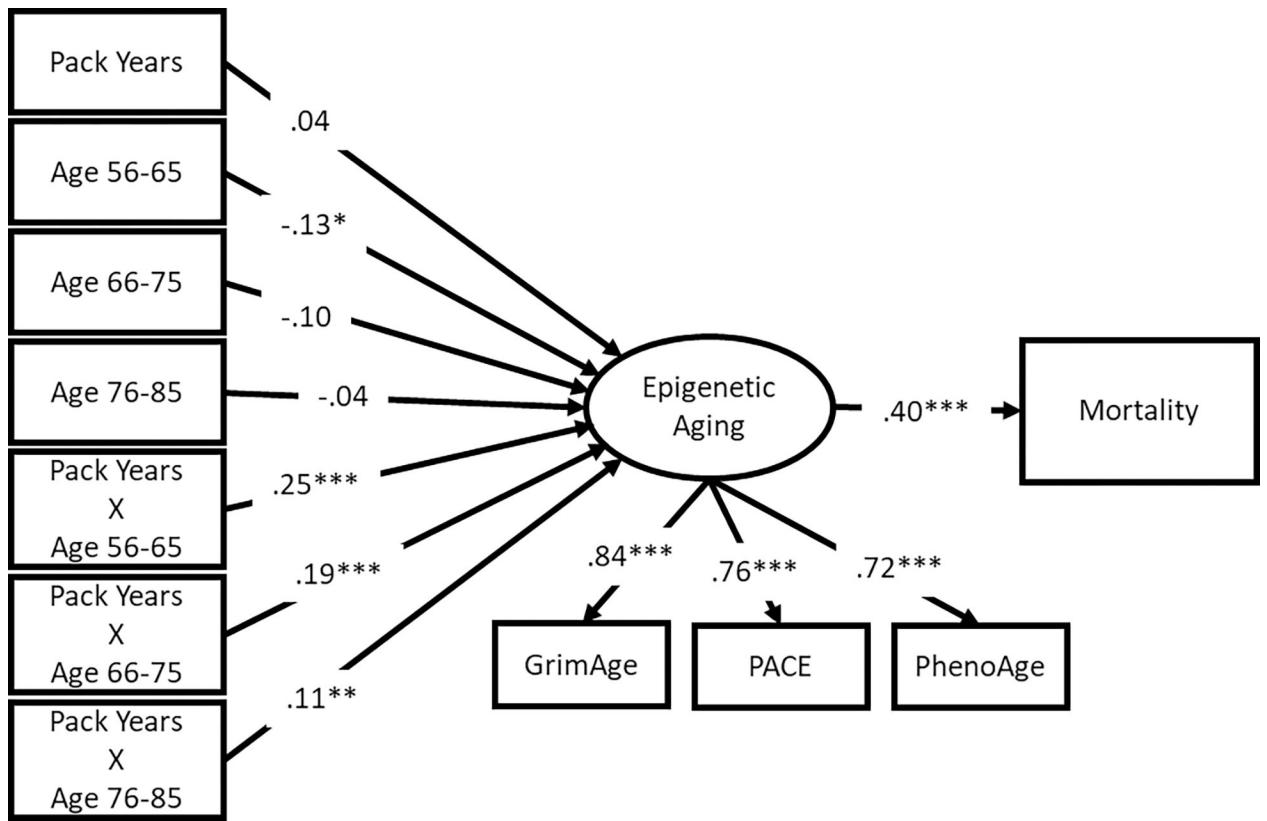 Pack Years
.04
Age 56-65
-.13*
Age 66-75
-.10
Age 76-85
-.04
Pack Years
X
Age 56-65
.25***
Pack Years
X
Age 66-75
.19***
Pack Years
X
Age 76-85
.11**
Epigenetic
Aging
.40***
Mortality
.84***
.76***
.72***
GrimAge
PACE
PhenoAge